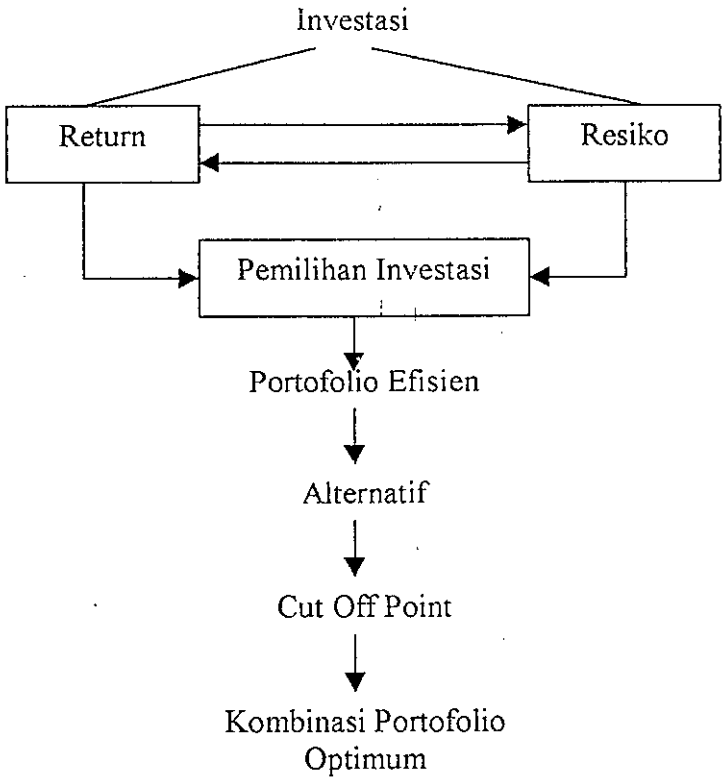 Investasi
Return
Resiko
Pemilihan Investasi
Portofolio Efisien
Alternatif
Cut Off Point
Kombinasi Portofolio
Optimum